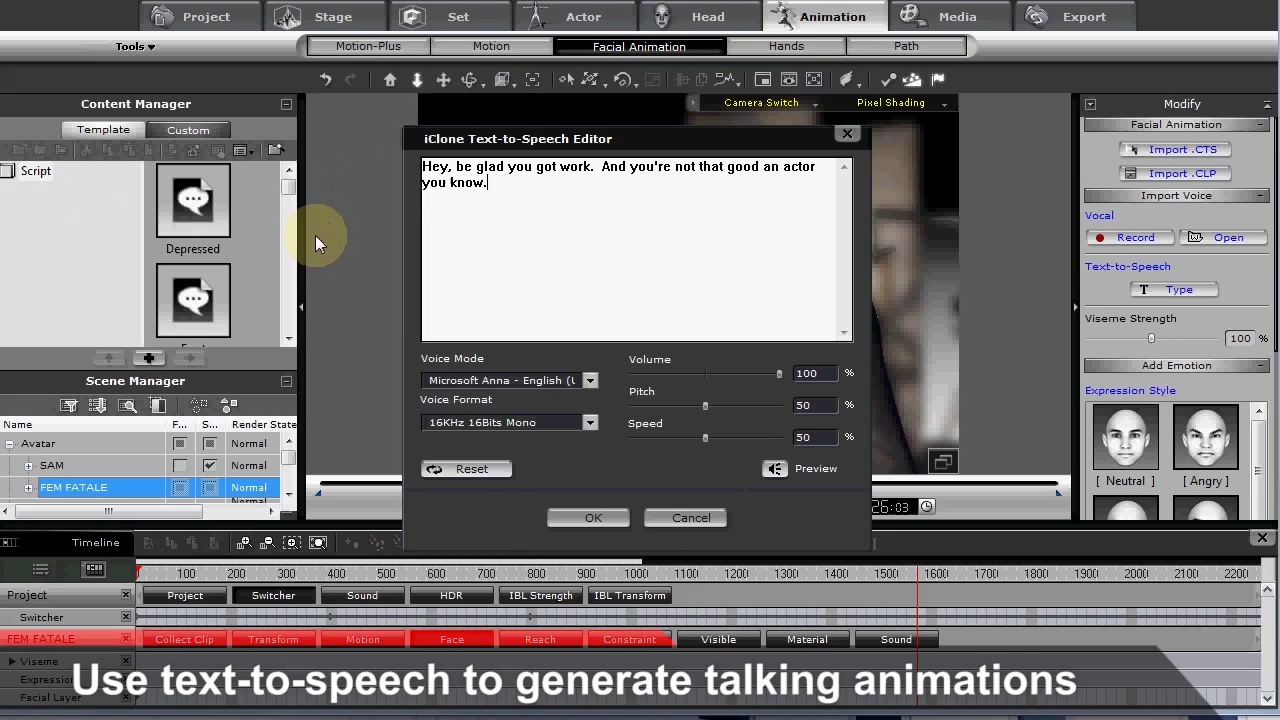 Project Stage Set Actor Head Animation Media Export
Tools Motion-Plus Motion Facial Animation Hands Path
Content Manager
Template Custom
Script
Depressed
Camera Switch Pixel Shading
iClone Text-to-Speech Editor
Hey, be glad you got work. And you're not that good an actor
you know.
Voice Mode
Microsoft Anna - English (
Voice Format
16KHz 16Bits Mono
Volume 100 %
Pitch 50 %
Speed 50 %
Reset Preview
OK Cancel
Modify
Facial Animation
Import .CTS
Import .CLP
Import Voice
Vocal
Record Open
Text-to-Speech
T Type
Viseme Strength
100 %
Add Emotion
Expression Style
[ Neutral ] [ Angry ]
Scene Manager
Name F... S... Render State
Avatar Normal
SAM Normal
FEM FATALE Normal
26:03
Timeline
100 200 300 400 500 600 700 800 900 1000 1100 1200 1300 1400 1500 1600 1700 1800 1900 2000 2100 2200
Project Project Switcher Sound HDR IBL Strength IBL Transform
Switcher
FEM FATALE Collect Clip Transform Motion Face Reach Constraint Visible Material Sound
Viseme
Expression
Facial Layer
Use text-to-speech to generate talking animations